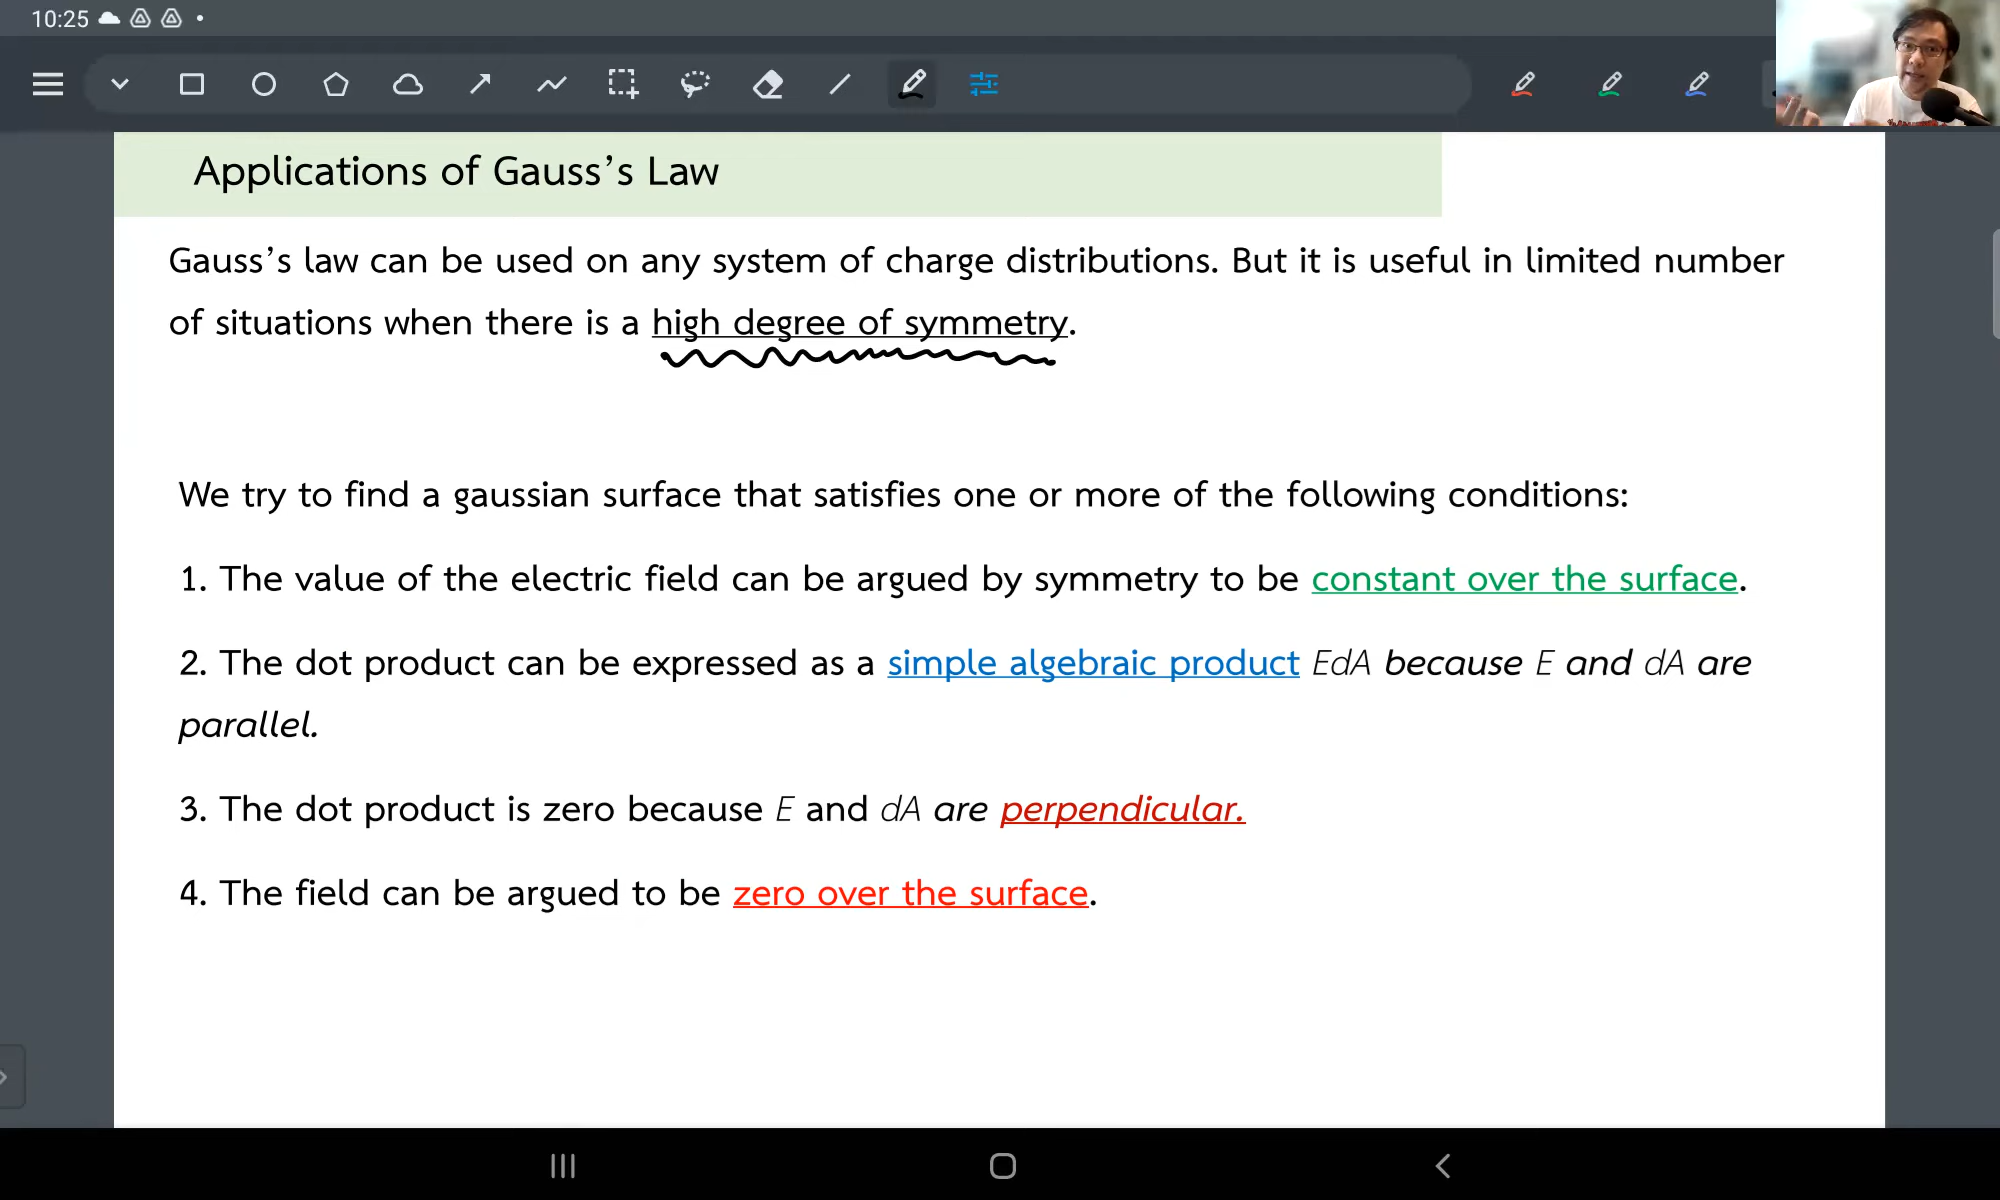 10:25
Applications of Gauss’s Law
Gauss’s law can be used on any system of charge distributions. But it is useful in limited number
of situations when there is a high degree of symmetry.
We try to find a gaussian surface that satisfies one or more of the following conditions:
1. The value of the electric field can be argued by symmetry to be constant over the surface.
2. The dot product can be expressed as a simple algebraic product EdA because E and dA are
parallel.
3. The dot product is zero because E and dA are perpendicular.
4. The field can be argued to be zero over the surface.